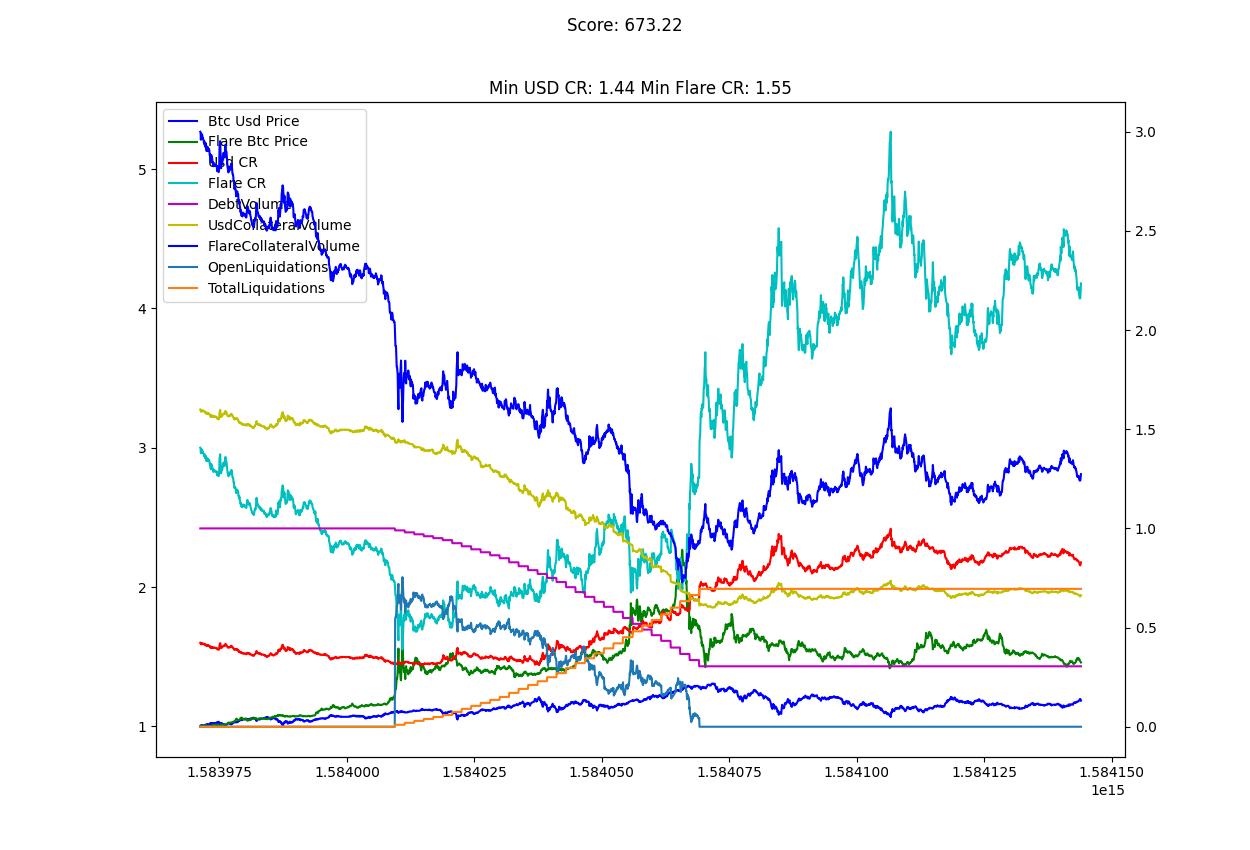 Score: 673.22
Min USD CR: 1.44 Min Flare CR: 1.55
Btc Usd Price
Flare Btc Price
Usd CR
Flare CR
DebtVolume
UsdCollateralVolume
FlareCollateralVolume
OpenLiquidations
TotalLiquidations
5
4
3
2
1
3.0
2.5
2.0
1.5
1.0
0.5
0.0
1.583975 1.584000 1.584025 1.584050 1.584075 1.584100 1.584125 1.584150
1e15